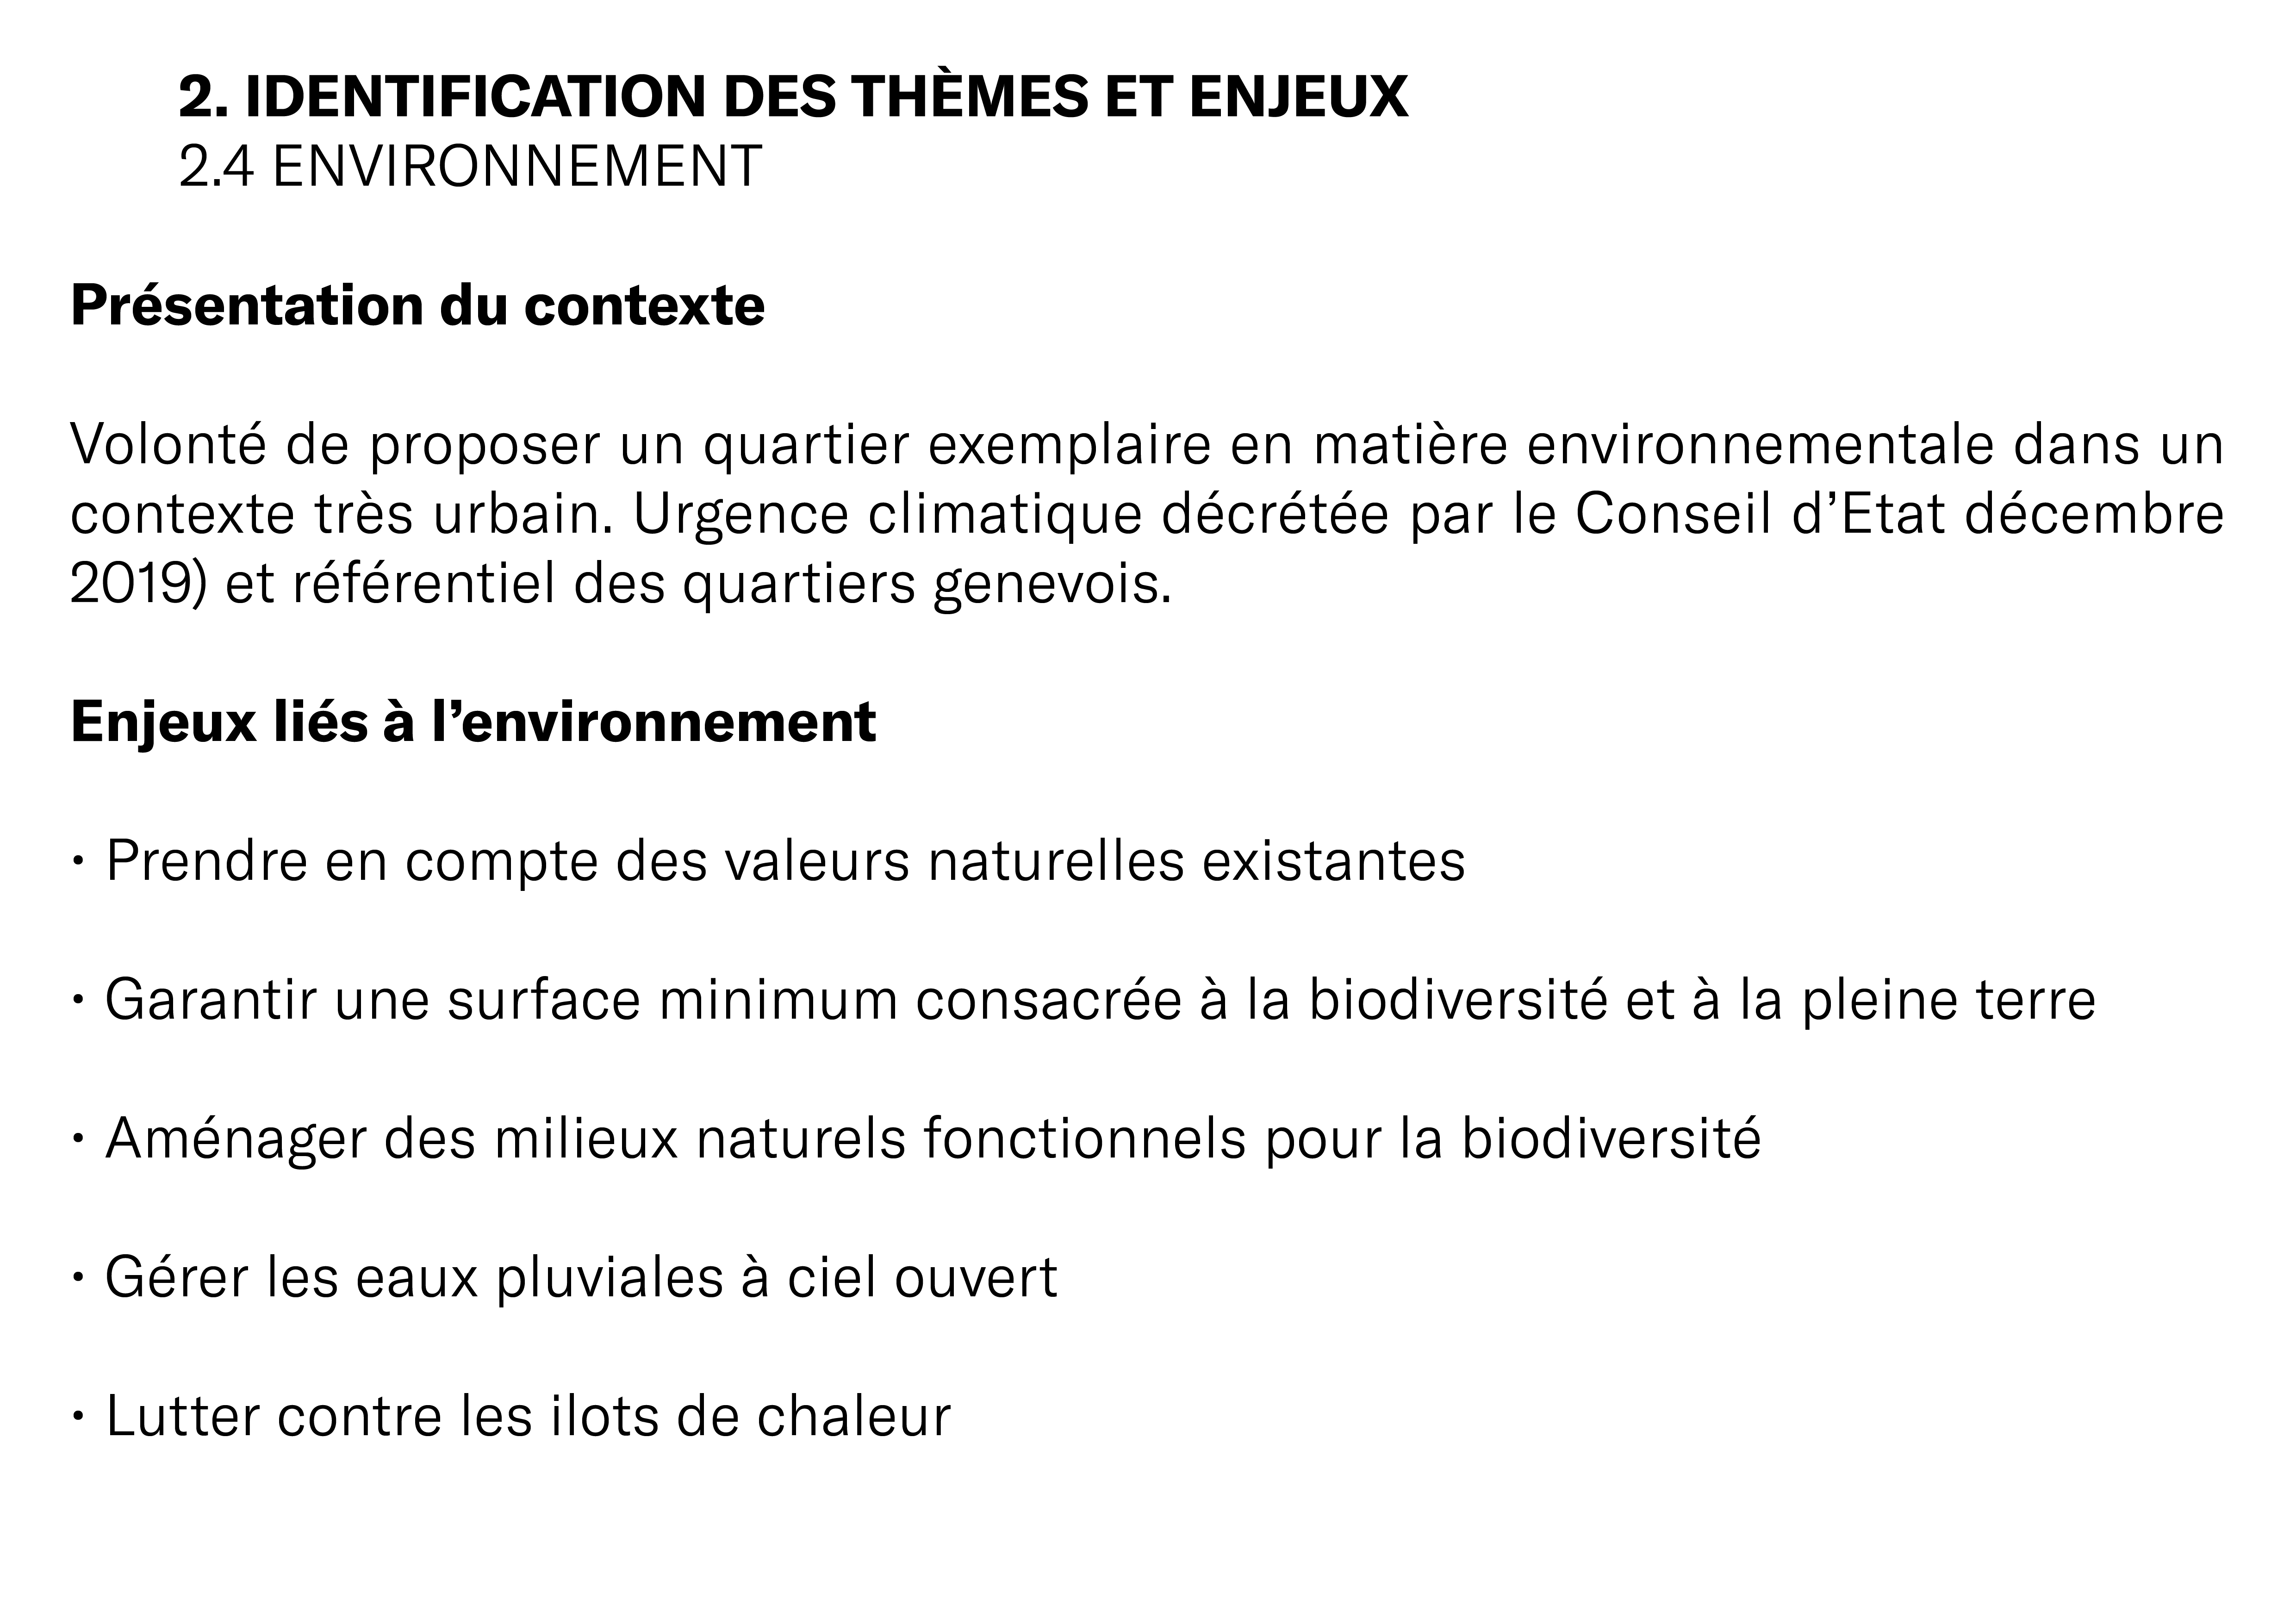 2. IDENTIFICATION DES THÈMES ET ENJEUX
2.4 ENVIRONNEMENT
Présentation du contexte
Volonté de proposer un quartier exemplaire en matière environnementale dans un
contexte très urbain. Urgence climatique décrétée par le Conseil d’Etat décembre
2019) et référentiel des quartiers genevois.
Enjeux liés à l’environnement
• Prendre en compte des valeurs naturelles existantes
• Garantir une surface minimum consacrée à la biodiversité et à la pleine terre
• Aménager des milieux naturels fonctionnels pour la biodiversité
• Gérer les eaux pluviales à ciel ouvert
• Lutter contre les ilots de chaleur